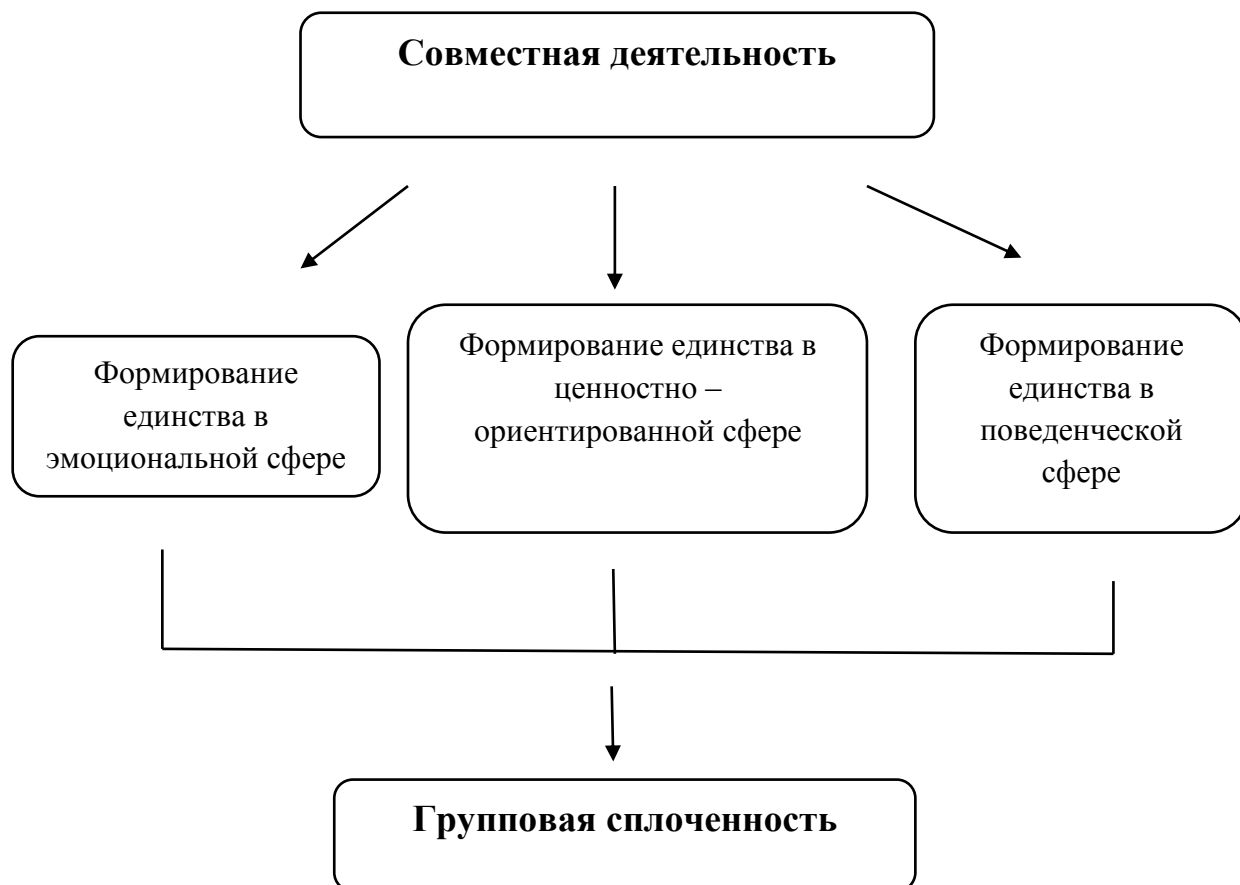 Совместная деятельность
Формирование
единства в
эмоциональной сфере
Формирование единства в
ценностно –
ориентированной сфере
Формирование
единства в
поведенческой
сфере
Групповая сплоченность